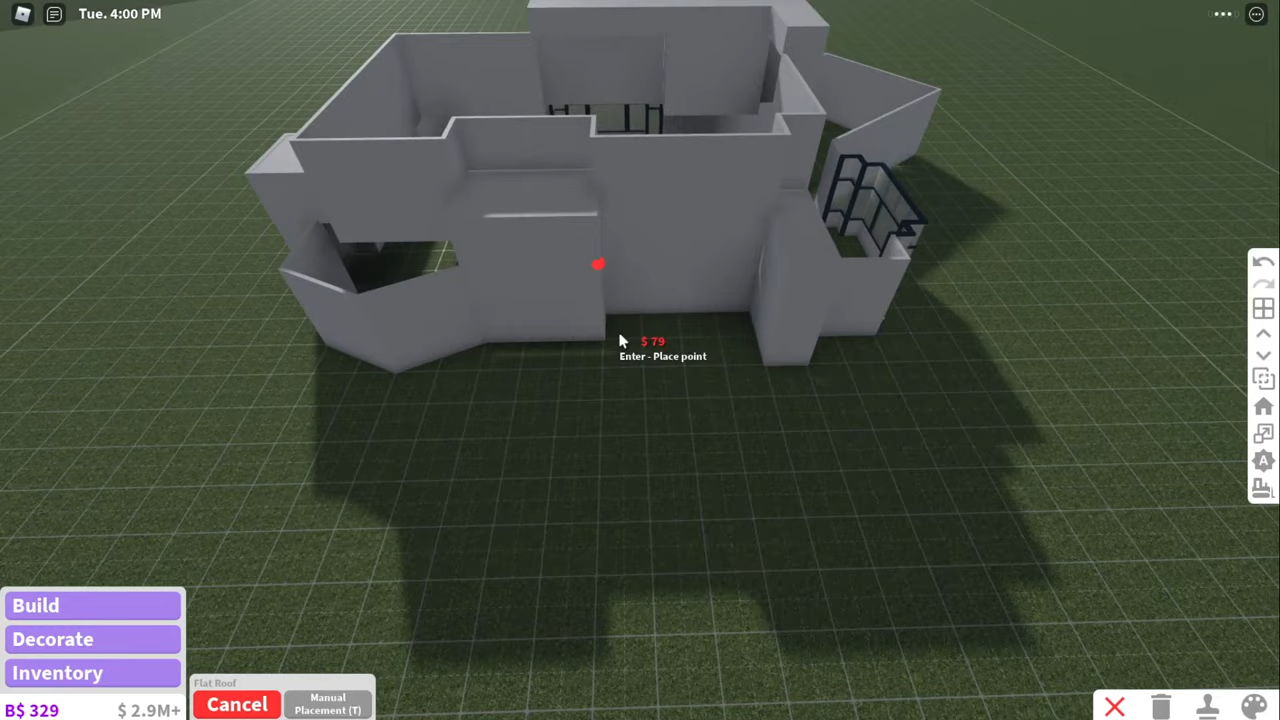 Tue. 4:00 PM
$ 79
Enter - Place point
Build
Decorate
Inventory
B$ 329
$ 2.9M+
Flat Roof
Cancel
Manual
Placement (T)
A